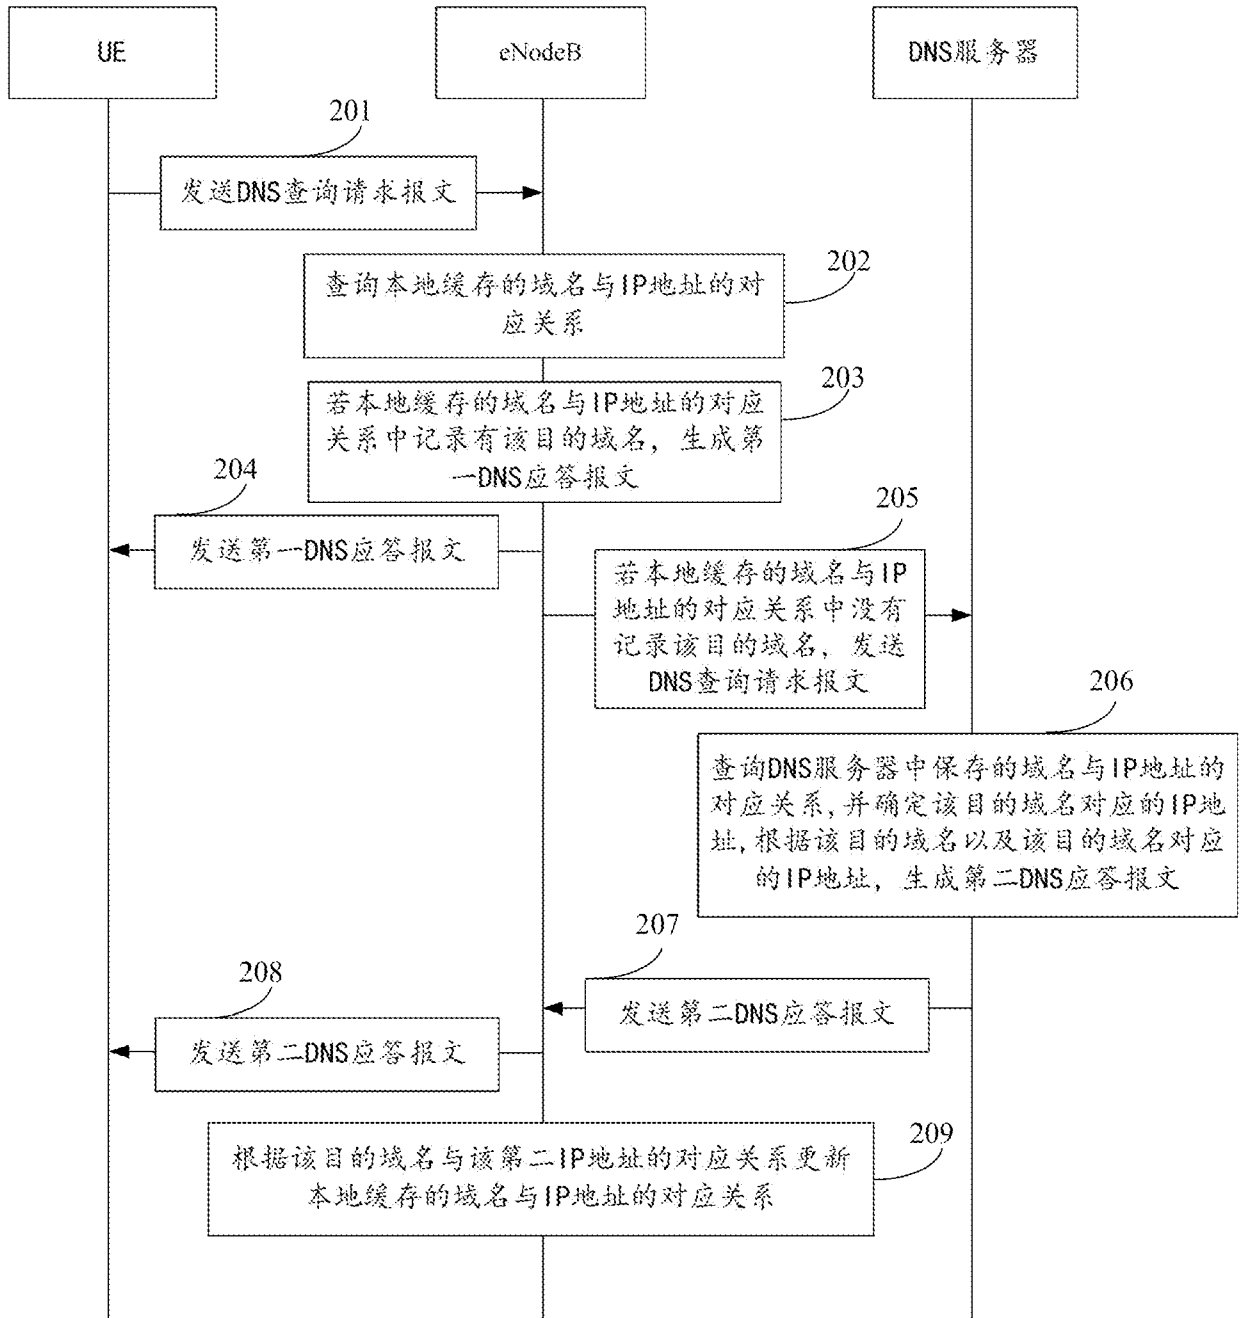 UE
eNodeB
DNS服务器
201
发送DNS查询请求报文
202
查询本地缓存的域名与IP地址的对
应关系
203
若本地缓存的域名与IP地址的对应
关系中记录有该目的域名，生成第
一DNS应答报文
204
发送第一DNS应答报文
205
若本地缓存的域名与IP
地址的对应关系中没有
记录该目的域名，发送
DNS查询请求报文
206
查询DNS服务器中保存的域名与IP地址的
对应关系,并确定该目的域名对应的IP地
址,根据该目的域名以及该目的域名对应
的IP地址，生成第二DNS应答报文
207
发送第二DNS应答报文
208
发送第二DNS应答报文
209
根据该目的域名与该第二IP地址的对应关系更新
本地缓存的域名与IP地址的对应关系